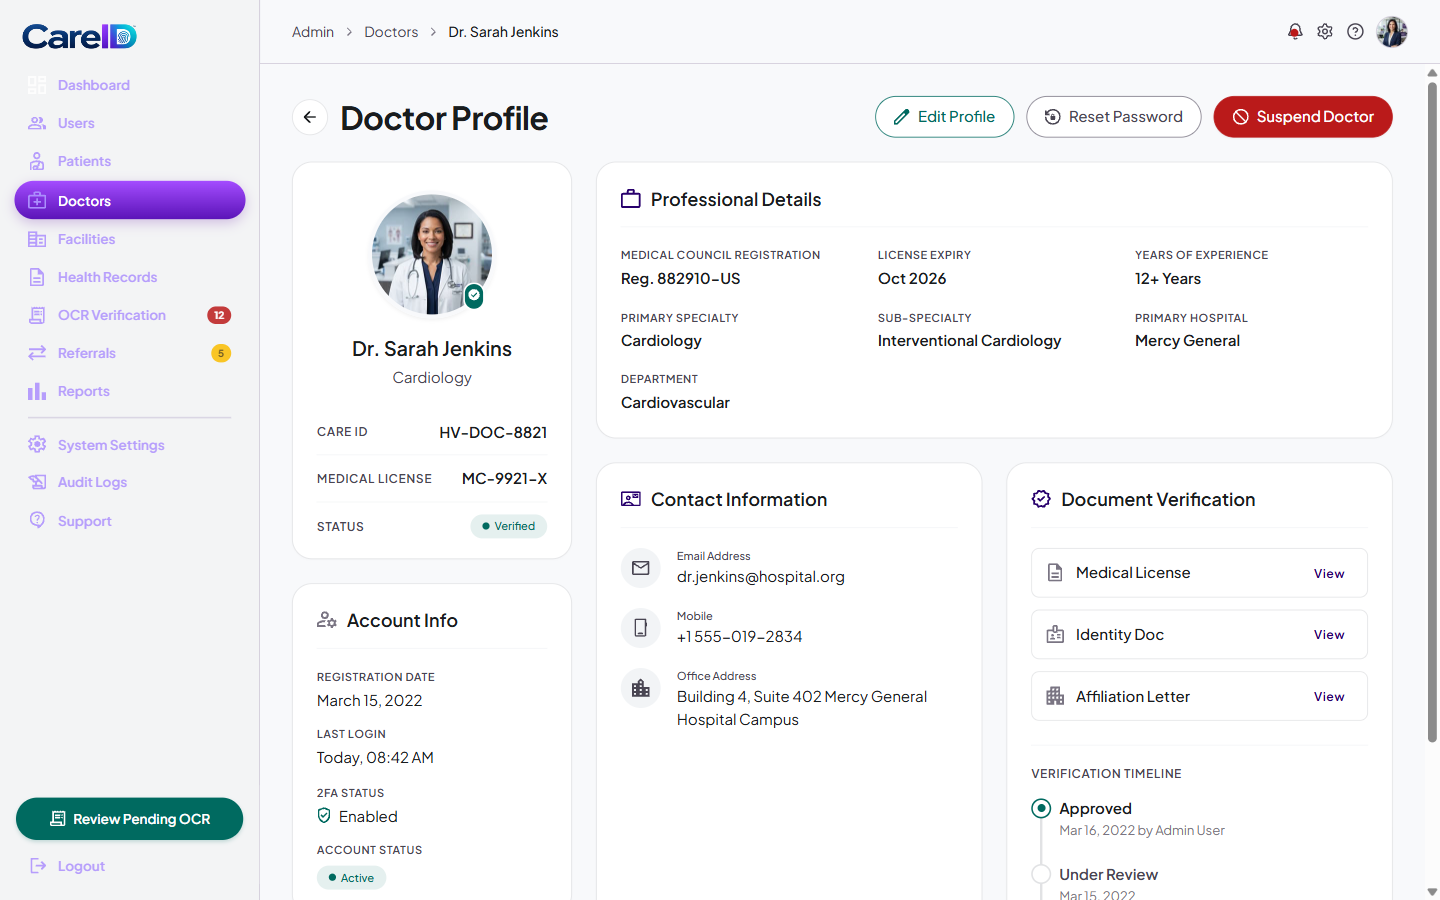 CareID
Dashboard
Users
Patients
Doctors
Facilities
Health Records
OCR Verification 12
Referrals 5
Reports
System Settings
Audit Logs
Support
Review Pending OCR
Logout
Admin > Doctors > Dr. Sarah Jenkins
Doctor Profile
Edit Profile
Reset Password
Suspend Doctor
Dr. Sarah Jenkins
Cardiology
CARE ID HV-DOC-8821
MEDICAL LICENSE MC-9921-X
STATUS Verified
Account Info
REGISTRATION DATE
March 15, 2022
LAST LOGIN
Today, 08:42 AM
2FA STATUS
Enabled
ACCOUNT STATUS
Active
Professional Details
MEDICAL COUNCIL REGISTRATION
Reg. 882910-US
LICENSE EXPIRY
Oct 2026
YEARS OF EXPERIENCE
12+ Years
PRIMARY SPECIALTY
Cardiology
SUB-SPECIALTY
Interventional Cardiology
PRIMARY HOSPITAL
Mercy General
DEPARTMENT
Cardiovascular
Contact Information
Email Address
dr.jenkins@hospital.org
Mobile
+1 555-019-2834
Office Address
Building 4, Suite 402 Mercy General
Hospital Campus
Document Verification
Medical License View
Identity Doc View
Affiliation Letter View
VERIFICATION TIMELINE
Approved
Mar 16, 2022 by Admin User
Under Review
Mar 15, 2022